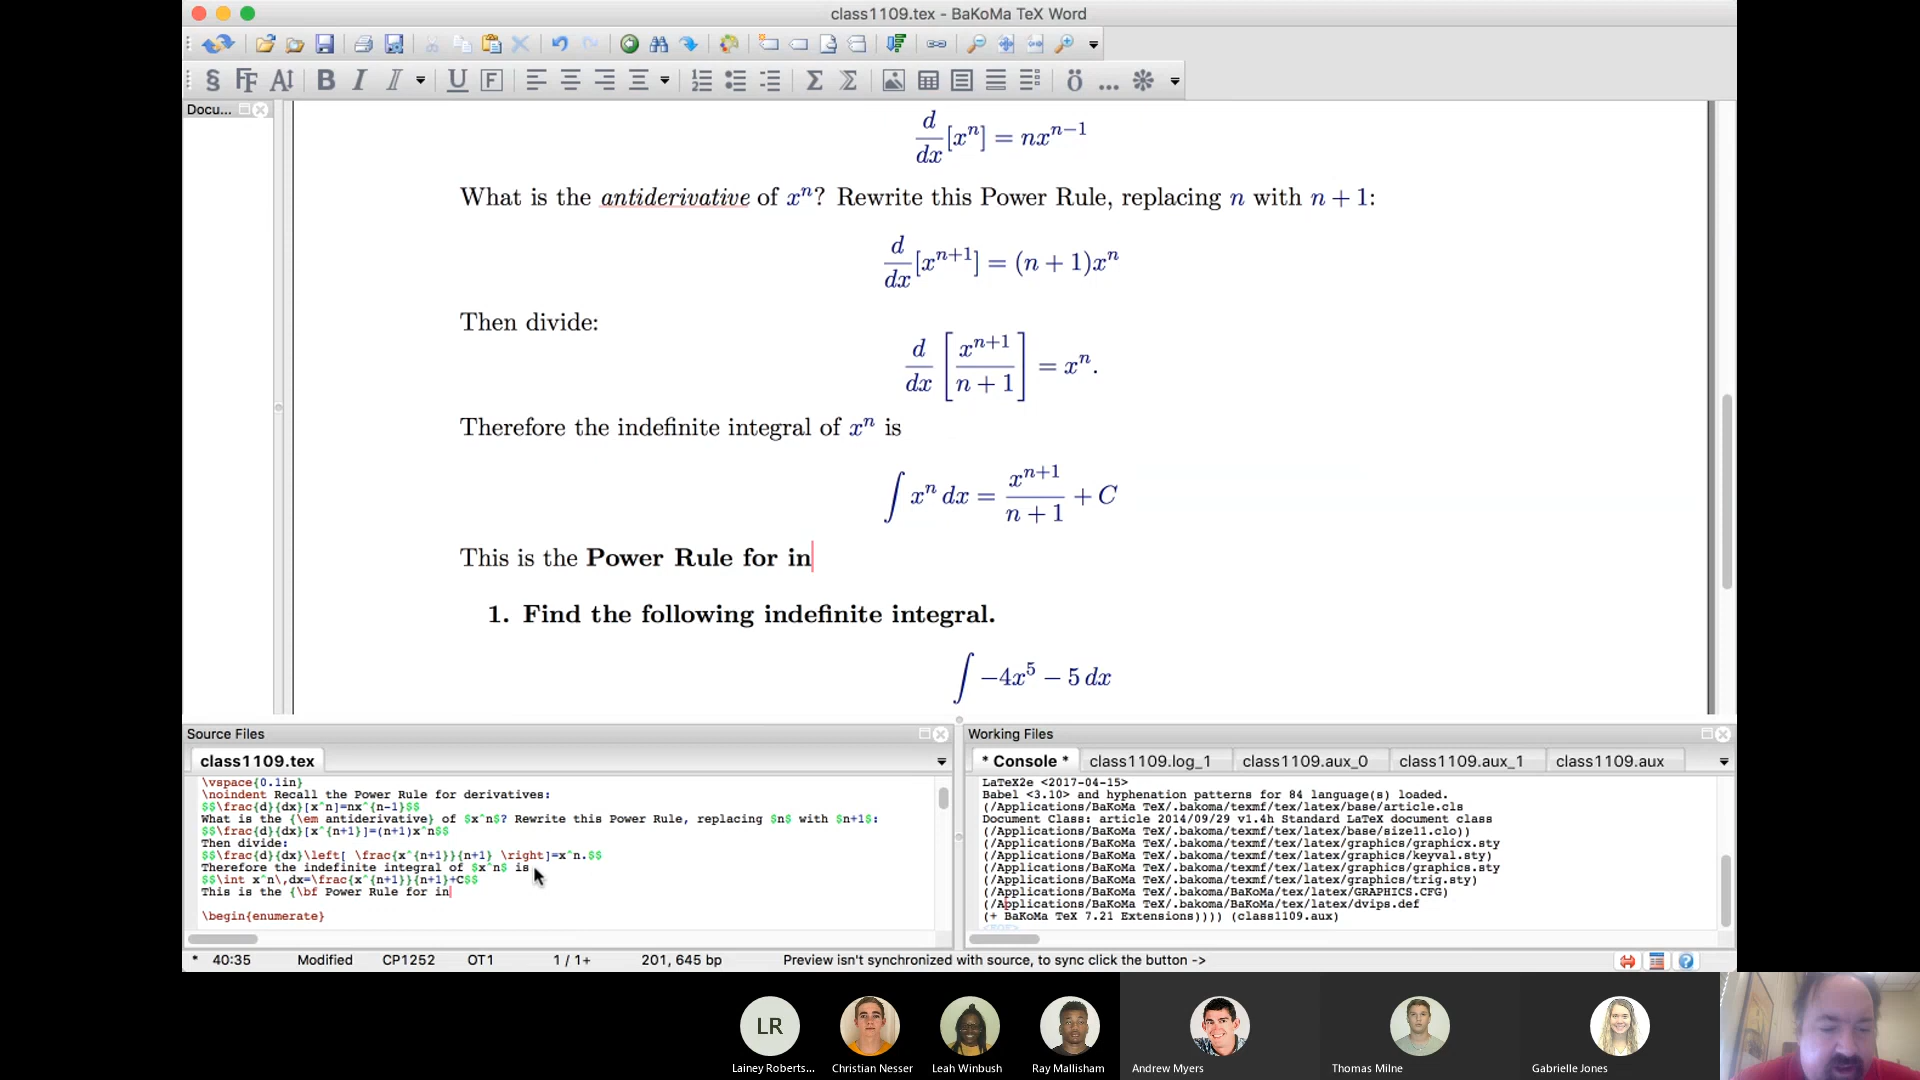 class1109.tex - BaKoMa TeX Word
Docu...
d/dx [x^n] = nx^{n−1}
What is the antiderivative of x^n? Rewrite this Power Rule, replacing n with n + 1:
d/dx [x^{n+1}] = (n + 1)x^n
Then divide:
d/dx [x^{n+1}/n + 1] = x^n.
Therefore the indefinite integral of x^n is
∫ x^n dx = x^{n+1}/n + 1 + C
This is the Power Rule for in
1. Find the following indefinite integral.
∫ −4x^5 − 5 dx
Source Files
class1109.tex
\vspace{0.1in}
\noindent Recall the Power Rule for derivatives:
$$\frac{d}{dx}[x^n]=nx^{n-1}$$
What is the {\em antiderivative} of $x^n$? Rewrite this Power Rule, replacing $n$ with $n+1$:
$$\frac{d}{dx}[x^{n+1}]=(n+1)x^n$$
Then divide:
$$\frac{d}{dx}\left[ \frac{x^{n+1}}{n+1} \right]=x^n.$$
Therefore the indefinite integral of $x^n$ is
$$\int x^n\,dx=\frac{x^{n+1}}{n+1}+C$$
This is the {\bf Power Rule for in
\begin{enumerate}
Working Files
* Console * class1109.log_1 class1109.aux_0 class1109.aux_1 class1109.aux
LaTeX2e <2017-04-15>
Babel <3.10> and hyphenation patterns for 84 language(s) loaded.
(/Applications/BaKoMa TeX/.bakoma/texmf/tex/latex/base/article.cls
Document Class: article 2014/09/29 v1.4h Standard LaTeX document class
(/Applications/BaKoMa TeX/.bakoma/texmf/tex/latex/base/size11.clo))
(/Applications/BaKoMa TeX/.bakoma/texmf/tex/latex/graphics/graphicx.sty
(/Applications/BaKoMa TeX/.bakoma/texmf/tex/latex/graphics/keyval.sty)
(/Applications/BaKoMa TeX/.bakoma/texmf/tex/latex/graphics/graphics.sty
(/Applications/BaKoMa TeX/.bakoma/texmf/tex/latex/graphics/trig.sty)
(/Applications/BaKoMa TeX/.bakoma/BaKoMa/tex/latex/GRAPHICS.CFG)
(/Applications/BaKoMa TeX/.bakoma/BaKoMa/tex/latex/dvips.def
(+ BaKoMa TeX 7.21 Extensions)))) (class1109.aux)
* 40:35 Modified CP1252 OT1 1 / 1+ 201, 645 bp Preview isn't synchronized with source, to sync click the button ->
LR
Lainey Roberts... Christian Nesser Leah Winbush Ray Mallisham Andrew Myers Thomas Milne Gabrielle Jones